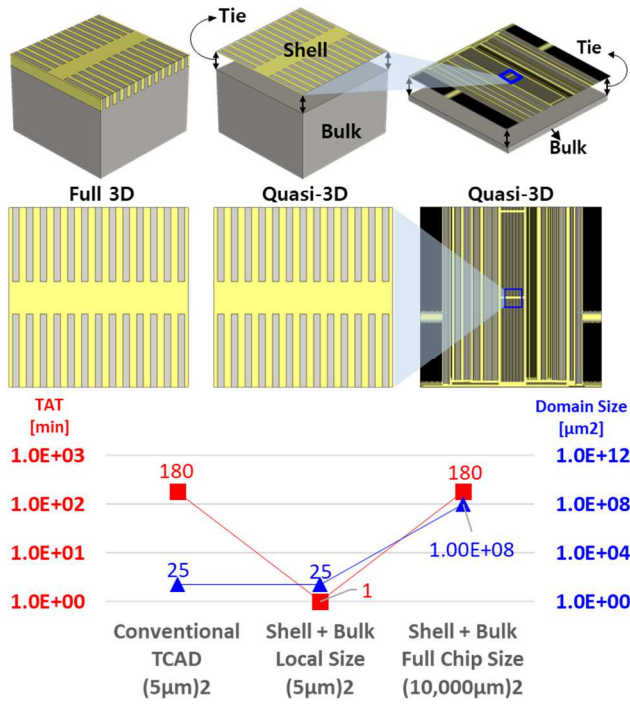 Tie
Shell
Tie
Bulk
Bulk
Full 3D
Quasi-3D
Quasi-3D
TAT
[min]
Domain Size
[µm2]
1.0E+03
180
180
1.0E+12
1.0E+02
1.0E+08
1.00E+08
1.0E+01
25
25
1.0E+04
1
1.0E+00
1.0E+00
Conventional
TCAD
(5µm)2
Shell + Bulk
Local Size
(5µm)2
Shell + Bulk
Full Chip Size
(10,000µm)2